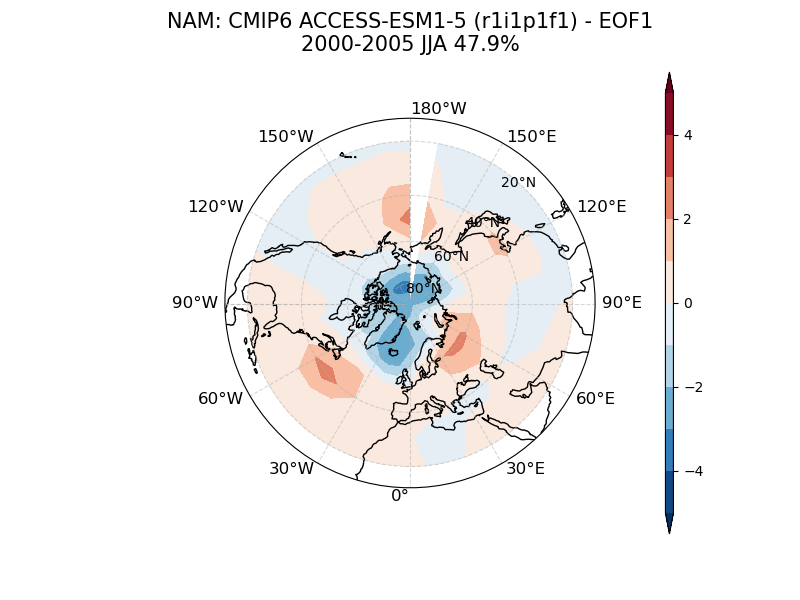 NAM: CMIP6 ACCESS-ESM1-5 (r1i1p1f1) - EOF1
2000-2005 JJA 47.9%
180°W
150°W
150°E
20°N
120°W
120°E
40°N
60°N
80°N
90°W
90°E
60°W
60°E
30°W
30°E
0°
4
2
0
−2
−4